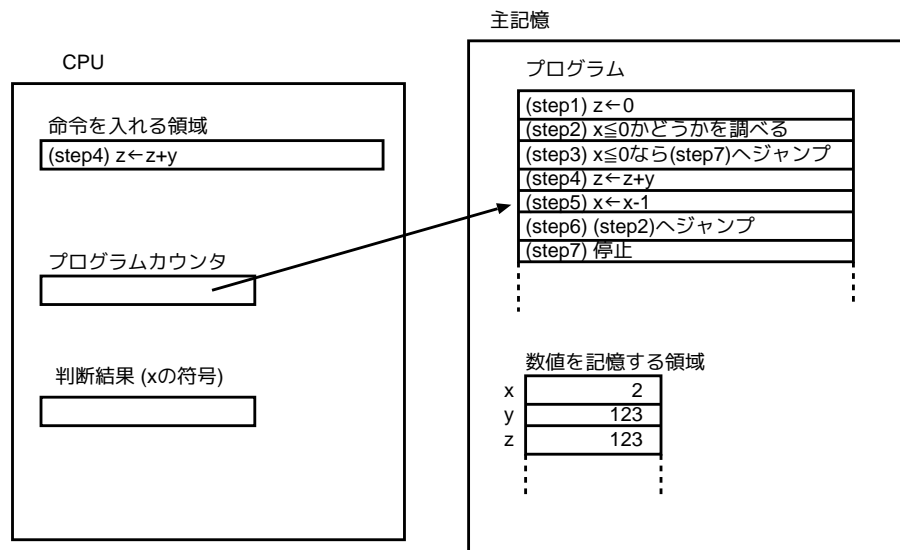 主記憶
CPU
プログラム
命令を入れる領域
(step4) z←z+y
(step1) z←0
(step2) x≦0かどうかを調べる
(step3) x≦0なら(step7)へジャンプ
(step4) z←z+y
(step5) x←x-1
(step6) (step2)へジャンプ
(step7) 停止
プログラムカウンタ
判断結果 (xの符号)
数値を記憶する領域
x 2
y 123
z 123